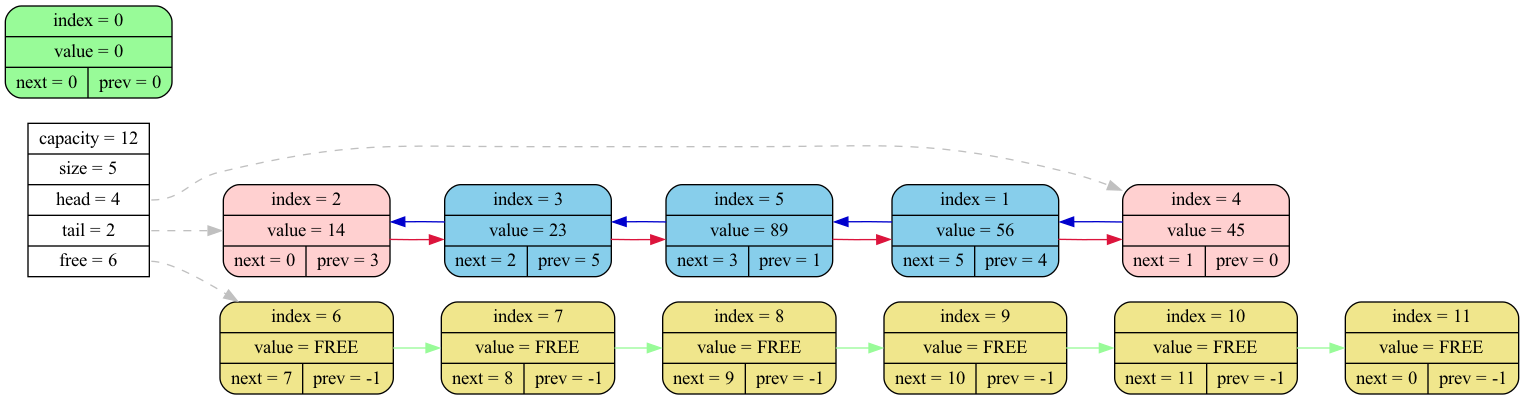 index = 0
value = 0
next = 0 prev = 0
capacity = 12
size = 5
head = 4
tail = 2
free = 6
index = 2
value = 14
next = 0 prev = 3
index = 3
value = 23
next = 2 prev = 5
index = 5
value = 89
next = 3 prev = 1
index = 1
value = 56
next = 5 prev = 4
index = 4
value = 45
next = 1 prev = 0
index = 6
value = FREE
next = 7 prev = -1
index = 7
value = FREE
next = 8 prev = -1
index = 8
value = FREE
next = 9 prev = -1
index = 9
value = FREE
next = 10 prev = -1
index = 10
value = FREE
next = 11 prev = -1
index = 11
value = FREE
next = 0 prev = -1